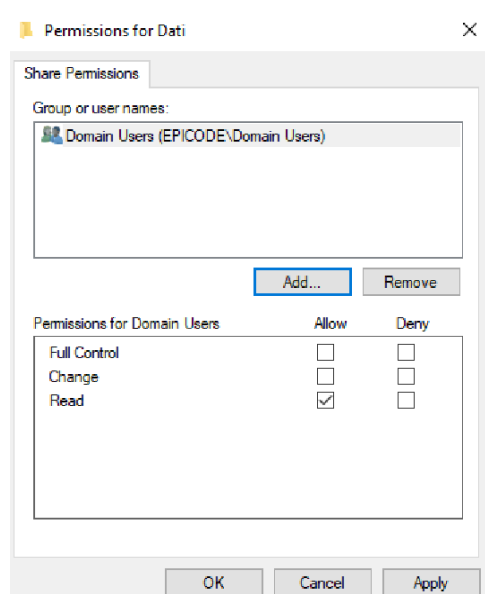 Permissions for Dati
Share Permissions
Group or user names:
Domain Users (EPICODE\Domain Users)
Add... Remove
Permissions for Domain Users Allow Deny
Full Control
Change
Read
OK Cancel Apply